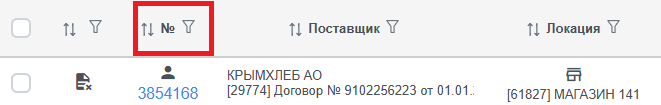 № Поставщик Локация
КРЫМХЛЕБ АО
3854168 [29774] Договор № 9102256223 от 01.01. [61827] МАГАЗИН 141